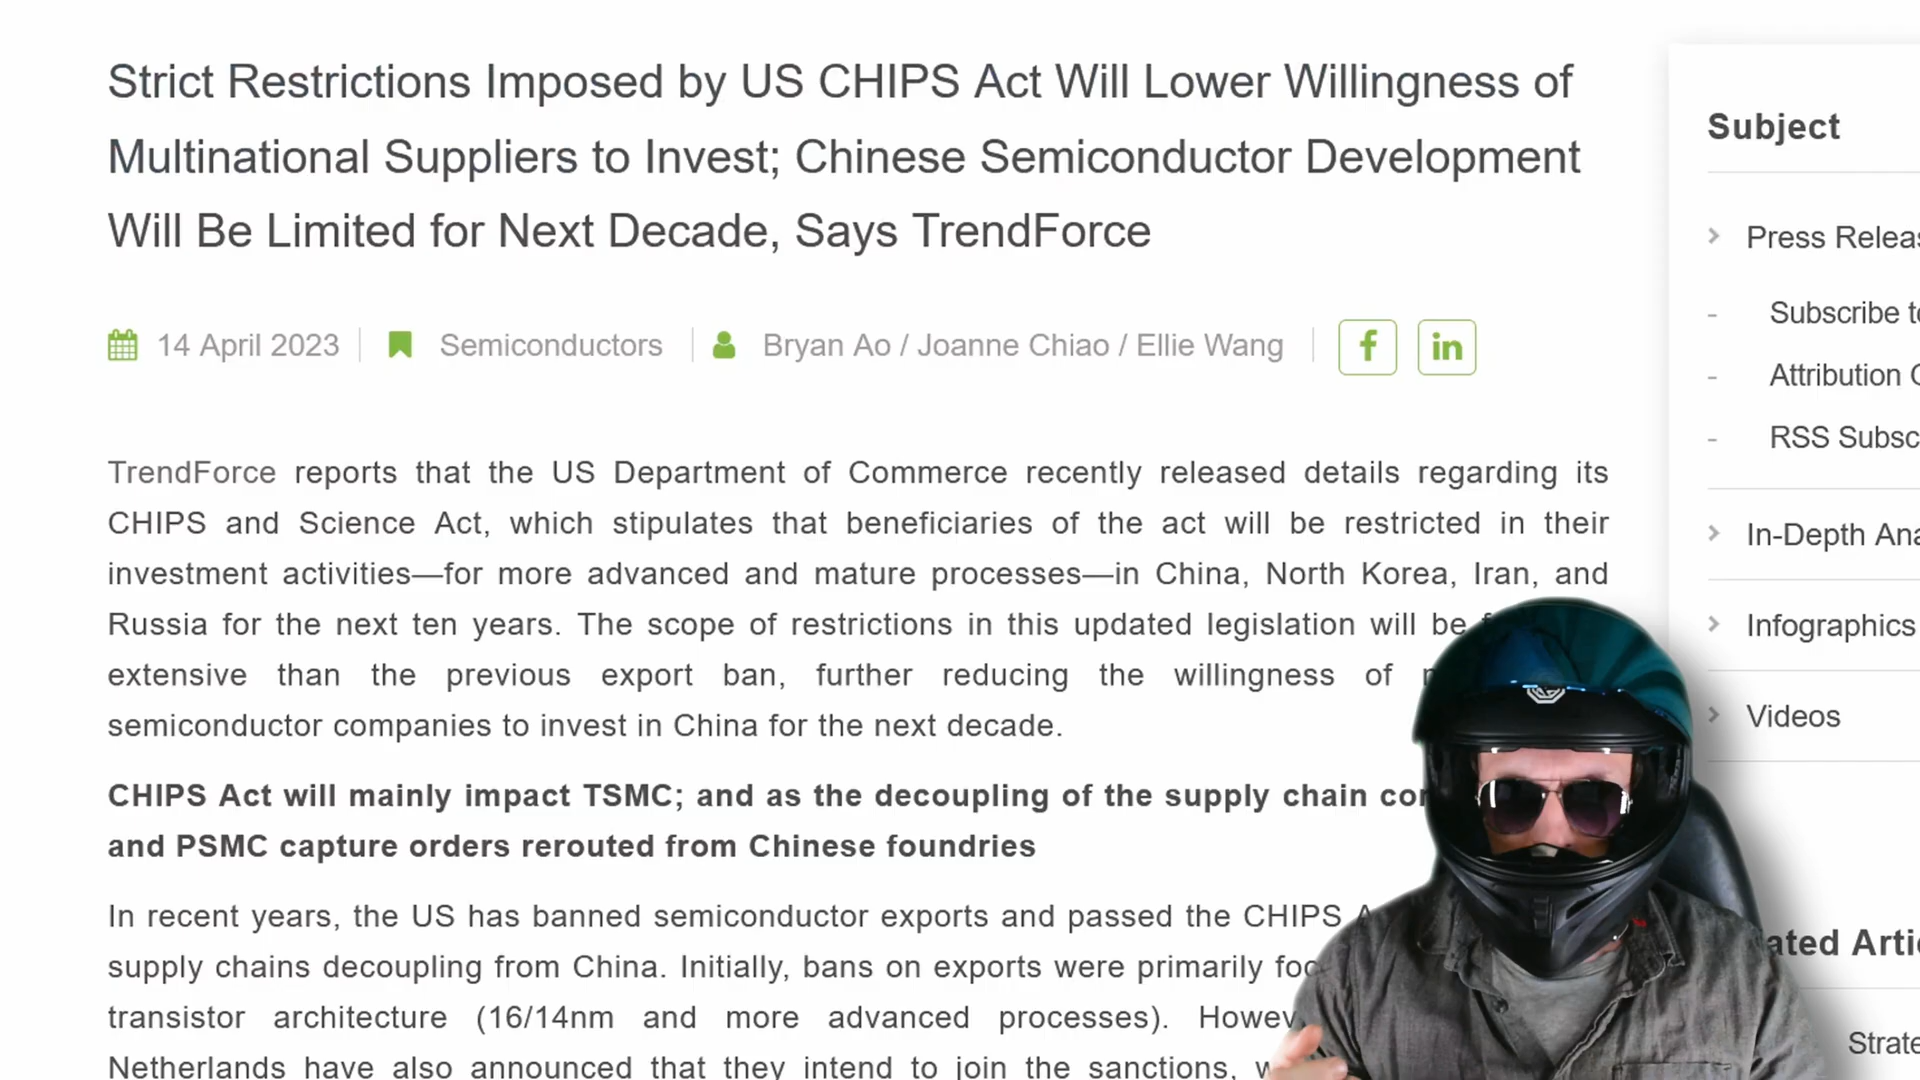 Strict Restrictions Imposed by US CHIPS Act Will Lower Willingness of
Multinational Suppliers to Invest; Chinese Semiconductor Development
Will Be Limited for Next Decade, Says TrendForce
14 April 2023 Semiconductors Bryan Ao / Joanne Chiao / Ellie Wang f in
TrendForce reports that the US Department of Commerce recently released details regarding its
CHIPS and Science Act, which stipulates that beneficiaries of the act will be restricted in their
investment activities—for more advanced and mature processes—in China, North Korea, Iran, and
Russia for the next ten years. The scope of restrictions in this updated legislation will be
extensive than the previous export ban, further reducing the willingness of
semiconductor companies to invest in China for the next decade.
CHIPS Act will mainly impact TSMC; and as the decoupling of the supply chain
and PSMC capture orders rerouted from Chinese foundries
In recent years, the US has banned semiconductor exports and passed the CHIPS
supply chains decoupling from China. Initially, bans on exports were primarily
transistor architecture (16/14nm and more advanced processes).
Netherlands have also announced that they intend to join the sanctions,
Subject
Press Releas
Subscribe to
Attribution
RSS Subsc
In-Depth Ana
Infographics
Videos
ated Arti
Strate